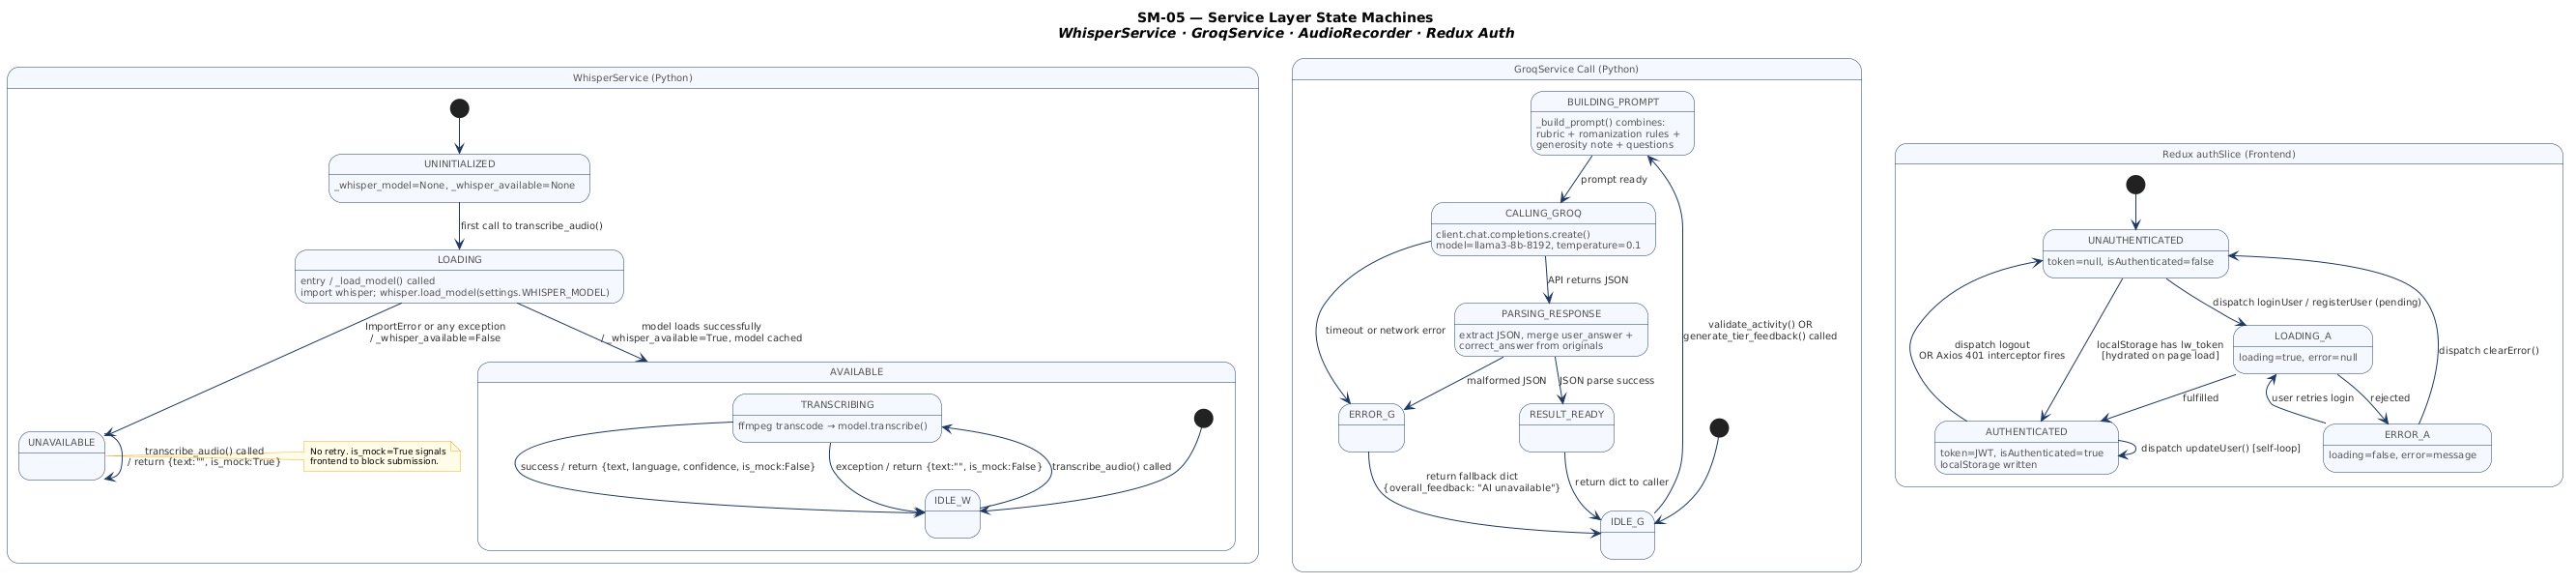 SM-05 — Service Layer State Machines
WhisperService · GroqService · AudioRecorder · Redux Auth
WhisperService (Python)
UNINITIALIZED
_whisper_model=None, _whisper_available=None
first call to transcribe_audio()
LOADING
entry / _load_model() called
import whisper; whisper.load_model(settings.WHISPER_MODEL)
ImportError or any exception
/ _whisper_available=False
model loads successfully
/ _whisper_available=True, model cached
UNAVAILABLE
transcribe_audio() called
/ return {text:"", is_mock:True}
No retry. is_mock=True signals
frontend to block submission.
AVAILABLE
TRANSCRIBING
ffmpeg transcode → model.transcribe()
success / return {text, language, confidence, is_mock:False}
exception / return {text:"", is_mock:False}
transcribe_audio() called
IDLE_W
GroqService Call (Python)
BUILDING_PROMPT
_build_prompt() combines:
rubric + romanization rules +
generosity note + questions
prompt ready
CALLING_GROQ
client.chat.completions.create()
model=llama3-8b-8192, temperature=0.1
API returns JSON
timeout or network error
PARSING_RESPONSE
extract JSON, merge user_answer +
correct_answer from originals
validate_activity() OR
generate_tier_feedback() called
malformed JSON
JSON parse success
ERROR_G
RESULT_READY
return fallback dict
{overall_feedback: "AI unavailable"}
return dict to caller
IDLE_G
Redux authSlice (Frontend)
UNAUTHENTICATED
token=null, isAuthenticated=false
dispatch loginUser / registerUser (pending)
dispatch logout
OR Axios 401 interceptor fires
localStorage has lw_token
[hydrated on page load]
LOADING_A
loading=true, error=null
dispatch clearError()
fulfilled
user retries login
rejected
AUTHENTICATED
token=JWT, isAuthenticated=true
localStorage written
dispatch updateUser() [self-loop]
ERROR_A
loading=false, error=message